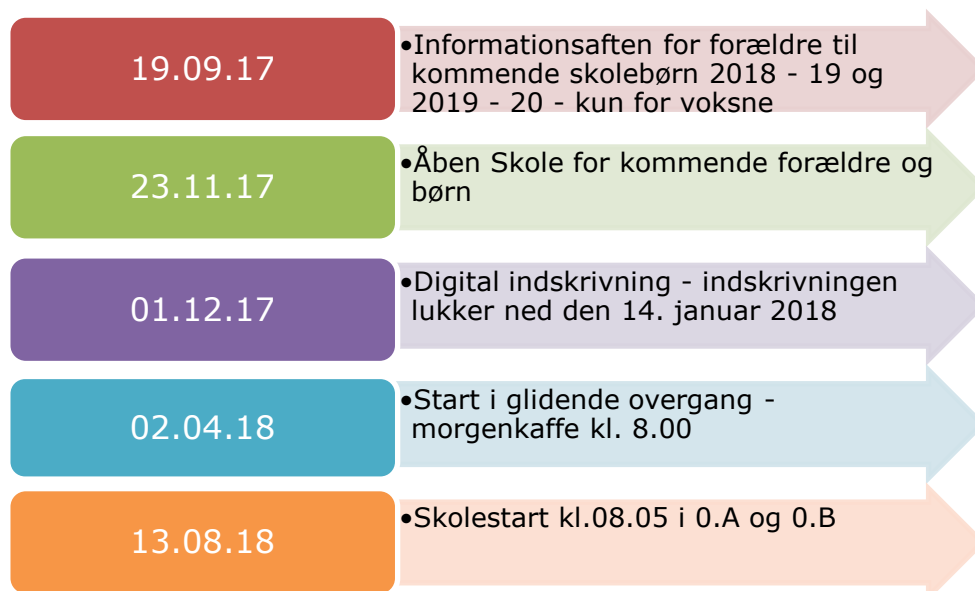 19.09.17
•Informationsaften for forældre til
kommende skolebørn 2018 - 19 og
2019 - 20 - kun for voksne
23.11.17
•Åben Skole for kommende forældre og
børn
01.12.17
•Digital indskrivning - indskrivningen
lukker ned den 14. januar 2018
02.04.18
•Start i glidende overgang -
morgenkaffe kl. 8.00
13.08.18
•Skolestart kl.08.05 i 0.A og 0.B